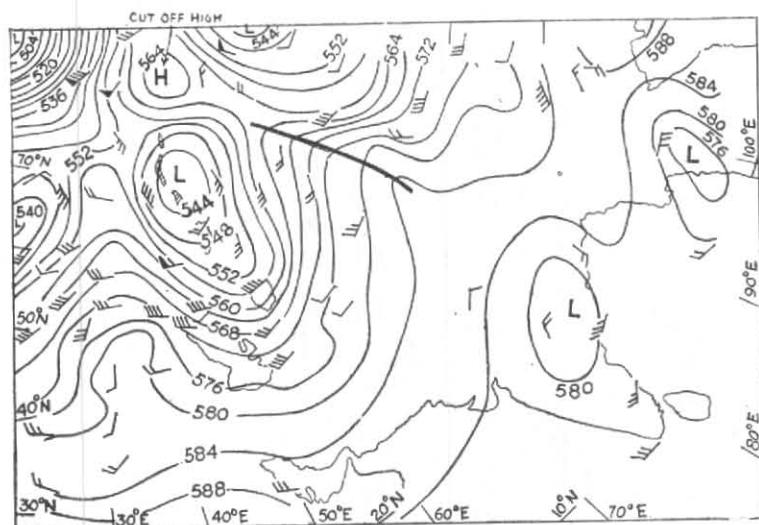 CUT OFF HIGH
L
504
520
536
564
H
L
544
552
564
572
588
584
580
576
L
100°E
70°N
552
L
544
548
540
L
552
560
568
50°N
576
580
40°N
584
588
30°N
30°E
40°E
50°E
20°N
60°E
10°N
70°E
L
580
90°E
80°E